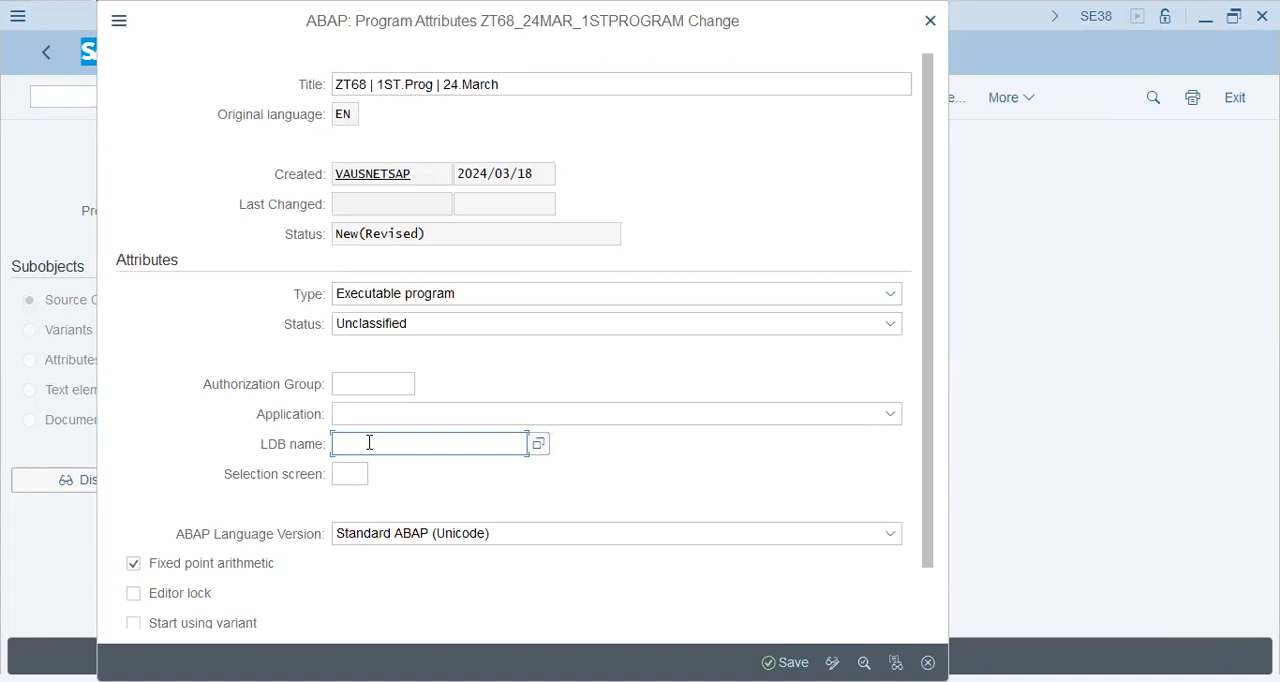 ABAP: Program Attributes ZT68_24MAR_1STPROGRAM Change
SE38
e...
More
Exit
Title: ZT68 | 1ST.Prog | 24.March
Original language: EN
Created: VAUSNETSAP 2024/03/18
Last Changed:
Status: New(Revised)
Attributes
Type: Executable program
Status: Unclassified
Authorization Group:
Application:
LDB name:
Selection screen:
ABAP Language Version: Standard ABAP (Unicode)
Fixed point arithmetic
Editor lock
Start using variant
Save
Pr
Subobjects
Source C
Variants
Attributes
Text elem
Documen
Dis